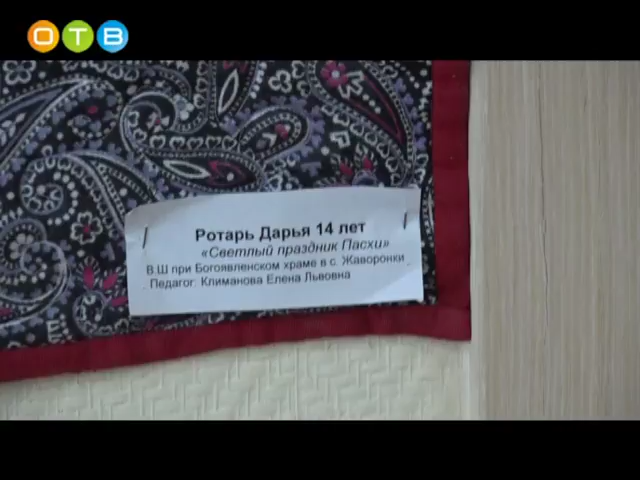 ОТВ
Ротарь Дарья 14 лет
«Светлый праздник Пасхи»
В.Ш при Богоявленском храме в с. Жаворонки
Педагог: Климанова Елена Львовна